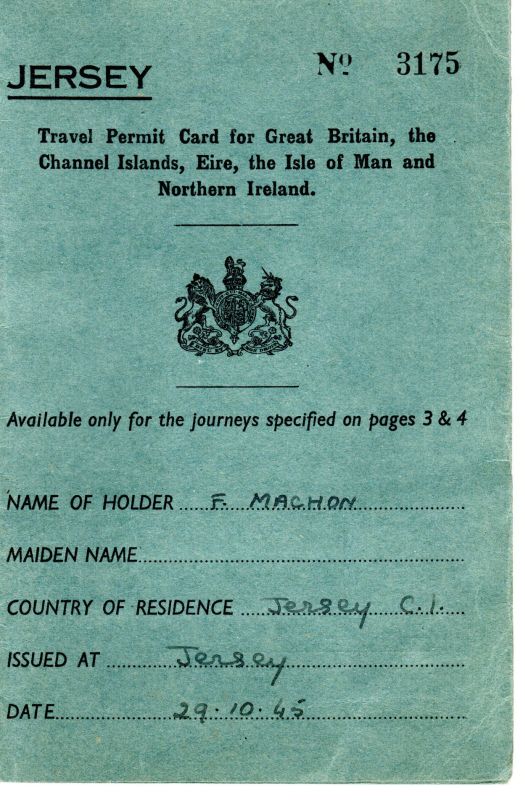 JERSEY
Nº 3175
Travel Permit Card for Great Britain, the
Channel Islands, Eire, the Isle of Man and
Northern Ireland.
Available only for the journeys specified on pages 3 & 4
NAME OF HOLDER F. MACHON
MAIDEN NAME
COUNTRY OF RESIDENCE Jersey C.I.
ISSUED AT Jersey
DATE 29.10.45